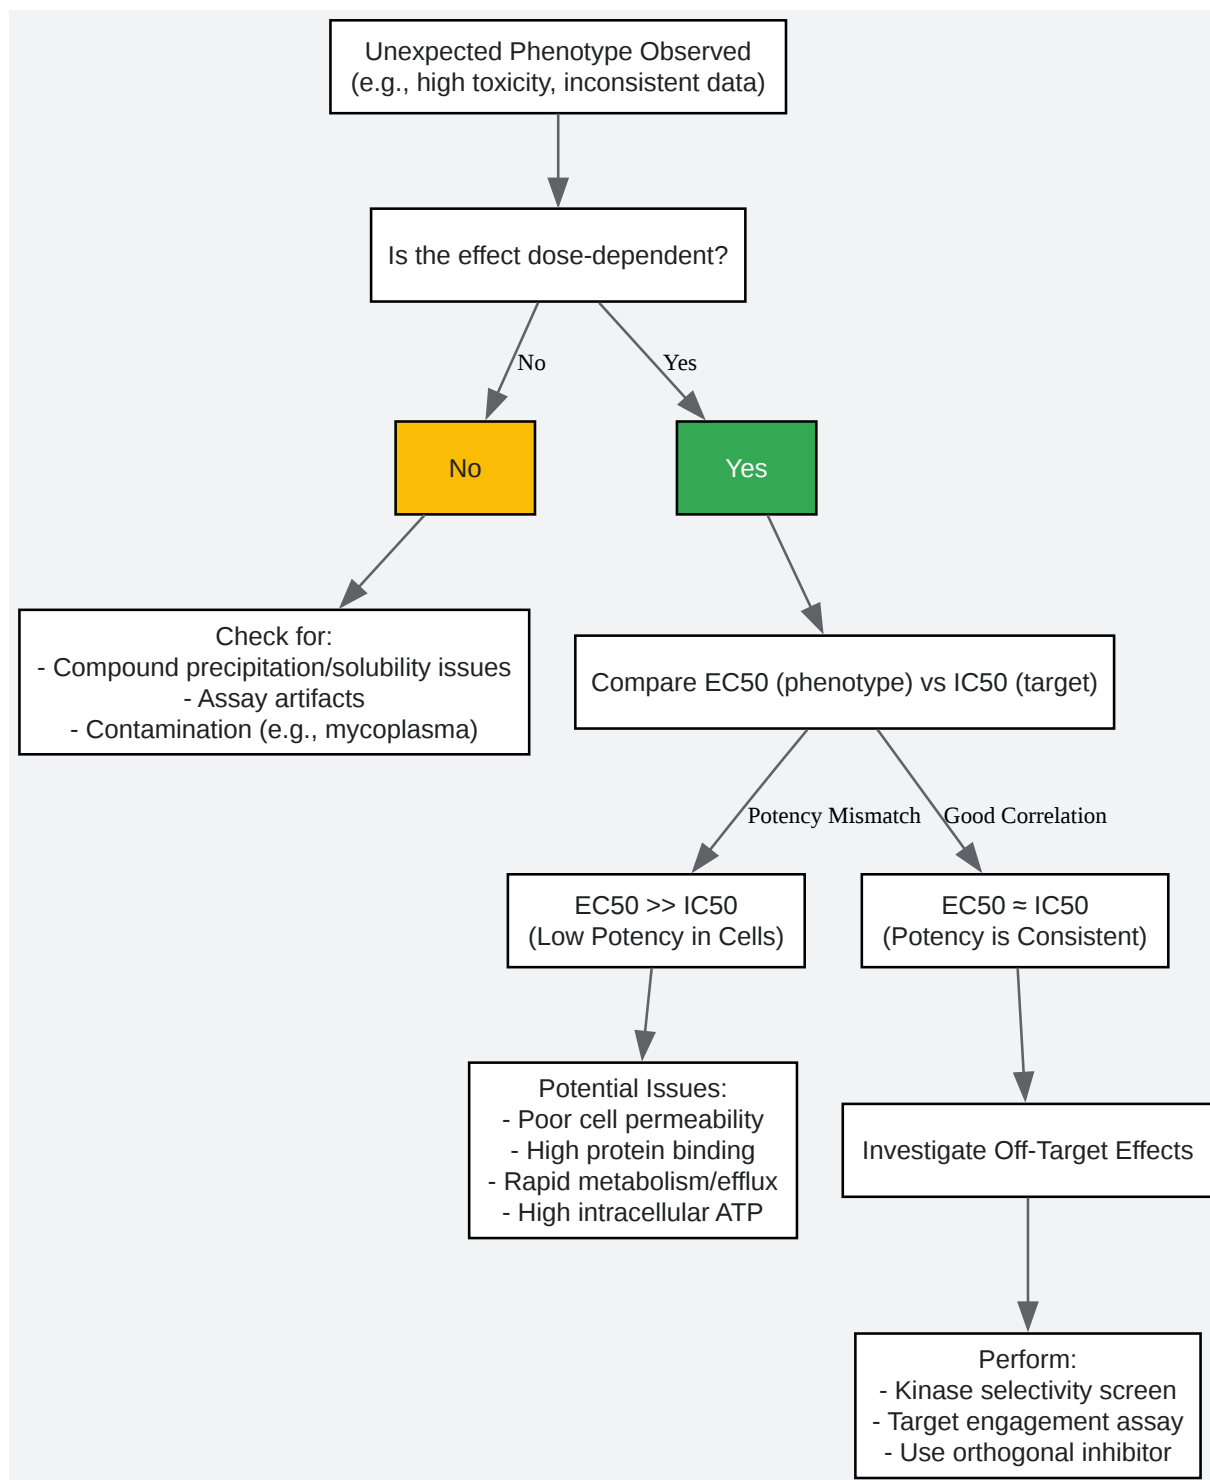 Unexpected Phenotype Observed
(e.g., high toxicity, inconsistent data)
Is the effect dose-dependent?
No
Yes
No
Yes
Check for:
- Compound precipitation/solubility issues
- Assay artifacts
- Contamination (e.g., mycoplasma)
Compare EC50 (phenotype) vs IC50 (target)
Potency Mismatch
Good Correlation
EC50 >> IC50
(Low Potency in Cells)
EC50 ≈ IC50
(Potency is Consistent)
Potential Issues:
- Poor cell permeability
- High protein binding
- Rapid metabolism/efflux
- High intracellular ATP
Investigate Off-Target Effects
Perform:
- Kinase selectivity screen
- Target engagement assay
- Use orthogonal inhibitor